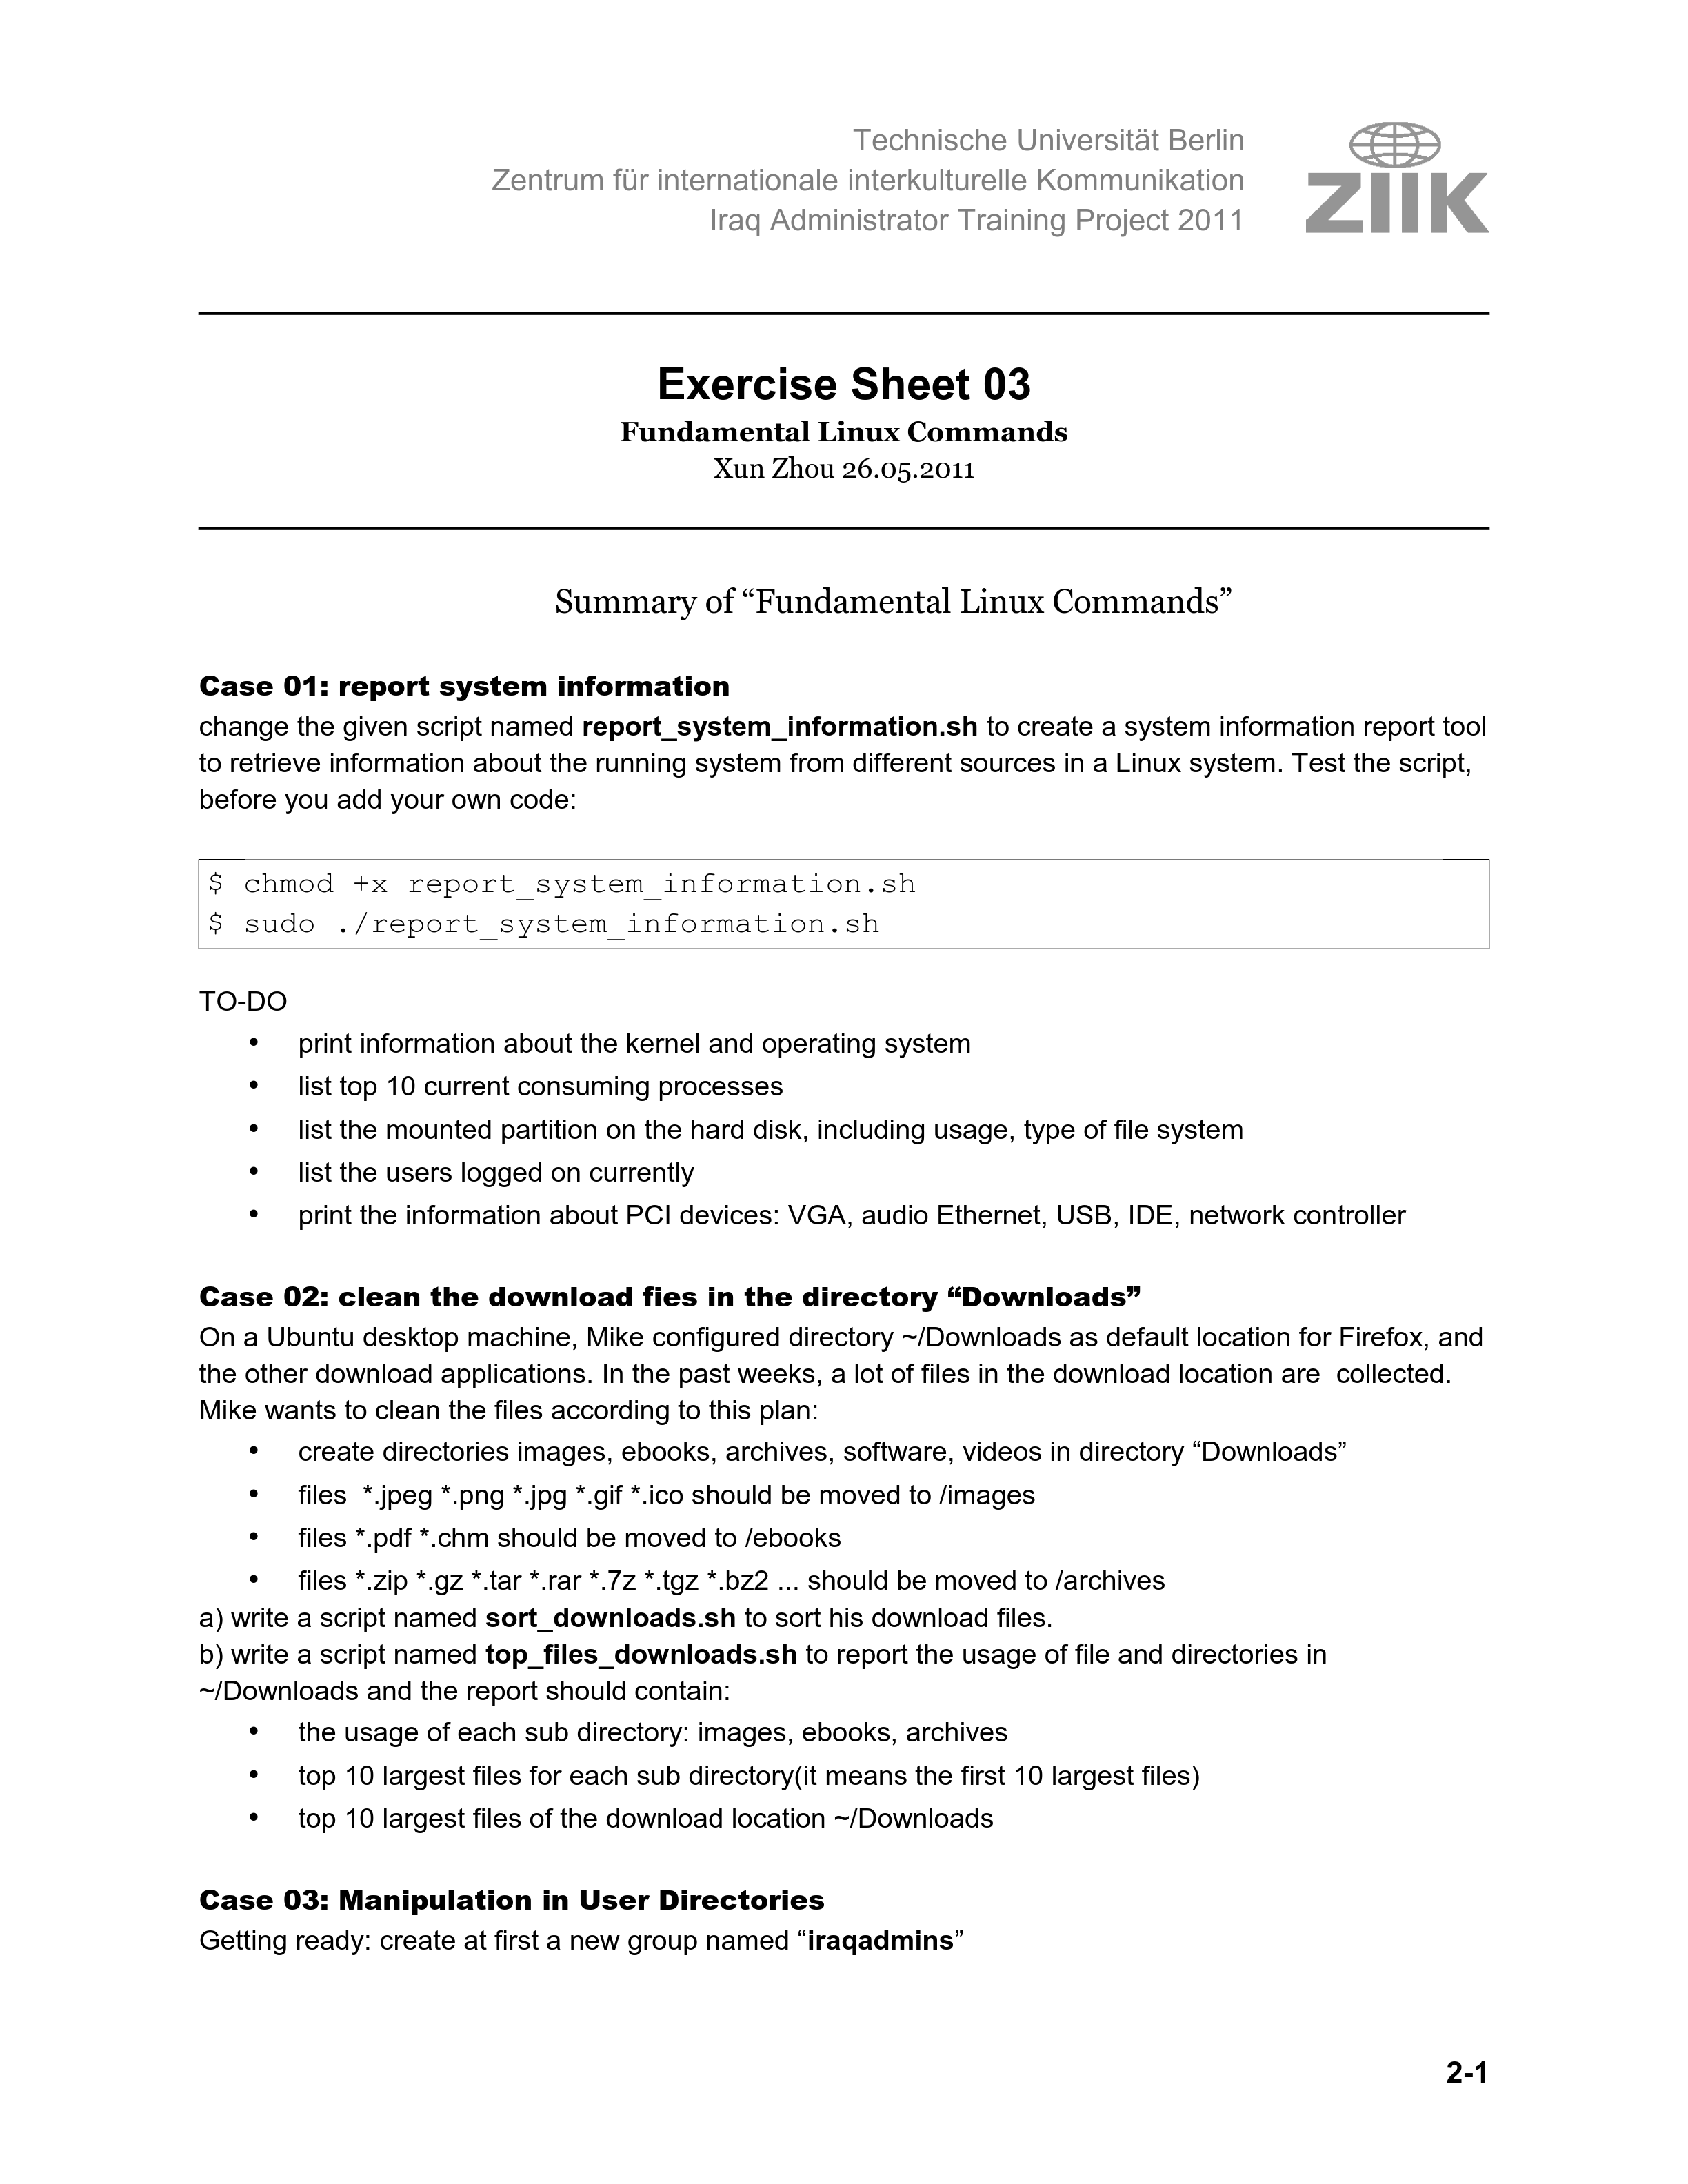 Technische Universität Berlin
Zentrum für internationale interkulturelle Kommunikation
Iraq Administrator Training Project 2011
ZIIK
Exercise Sheet 03
Fundamental Linux Commands
Xun Zhou 26.05.2011
Summary of “Fundamental Linux Commands”
Case 01: report system information
change the given script named report_system_information.sh to create a system information report tool
to retrieve information about the running system from different sources in a Linux system. Test the script,
before you add your own code:
$ chmod +x report_system_information.sh
$ sudo ./report_system_information.sh
TO-DO
• print information about the kernel and operating system
• list top 10 current consuming processes
• list the mounted partition on the hard disk, including usage, type of file system
• list the users logged on currently
• print the information about PCI devices: VGA, audio Ethernet, USB, IDE, network controller
Case 02: clean the download fies in the directory “Downloads”
On a Ubuntu desktop machine, Mike configured directory ~/Downloads as default location for Firefox, and
the other download applications. In the past weeks, a lot of files in the download location are  collected.
Mike wants to clean the files according to this plan:
• create directories images, ebooks, archives, software, videos in directory “Downloads”
• files  *.jpeg *.png *.jpg *.gif *.ico should be moved to /images
• files *.pdf *.chm should be moved to /ebooks
• files *.zip *.gz *.tar *.rar *.7z *.tgz *.bz2 ... should be moved to /archives
a) write a script named sort_downloads.sh to sort his download files.
b) write a script named top_files_downloads.sh to report the usage of file and directories in
~/Downloads and the report should contain:
• the usage of each sub directory: images, ebooks, archives
• top 10 largest files for each sub directory(it means the first 10 largest files)
• top 10 largest files of the download location ~/Downloads
Case 03: Manipulation in User Directories
Getting ready: create at first a new group named “iraqadmins”
2-1